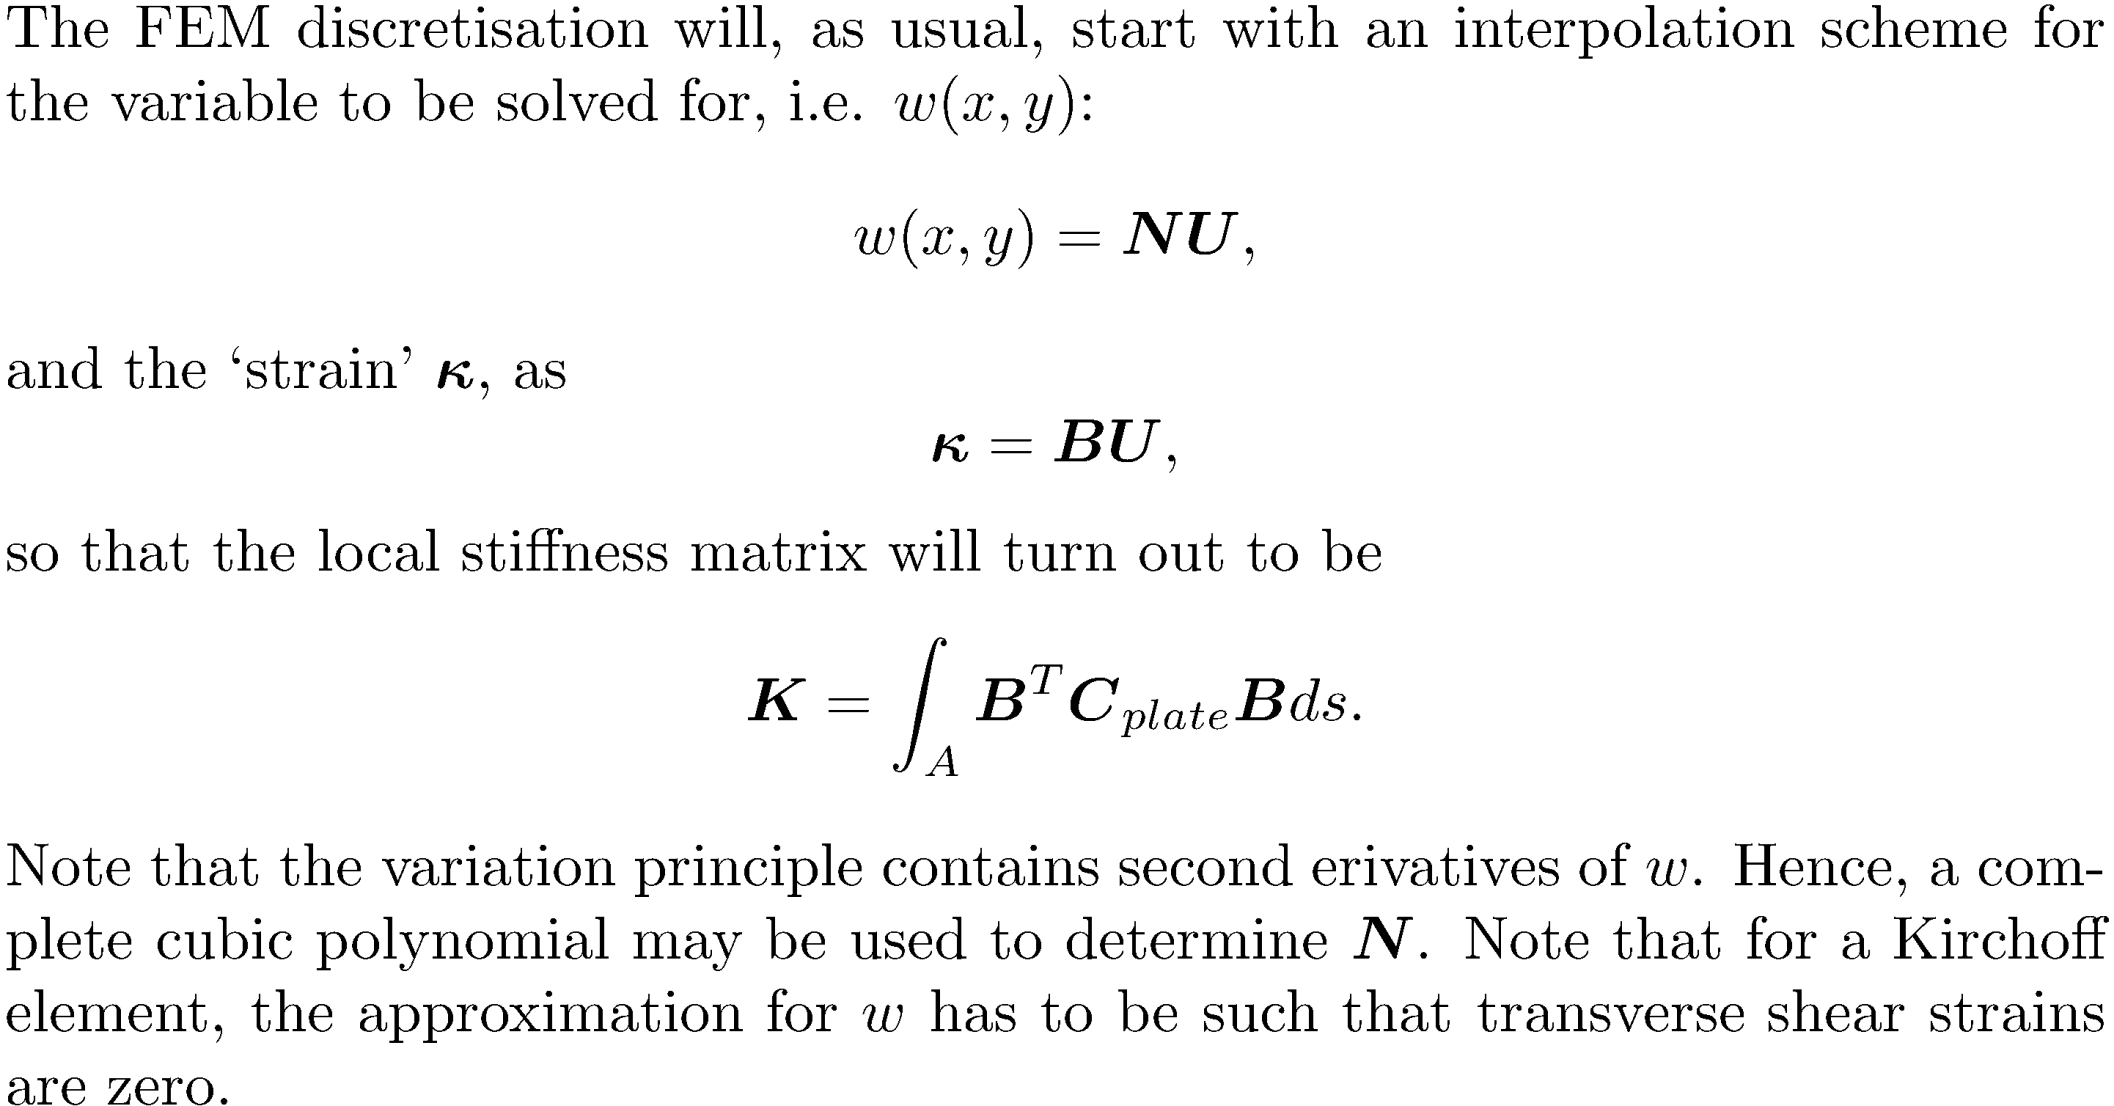 The FEM discretisation will, as usual, start with an interpolation scheme for
the variable to be solved for, i.e. w(x, y):
w(x, y) = NU,
and the ‘strain’ κ, as
κ = BU,
so that the local stiffness matrix will turn out to be
K = ∫_A B^T C_{plate} B ds.
Note that the variation principle contains second erivatives of w. Hence, a com-
plete cubic polynomial may be used to determine N. Note that for a Kirchoff
element, the approximation for w has to be such that transverse shear strains
are zero.